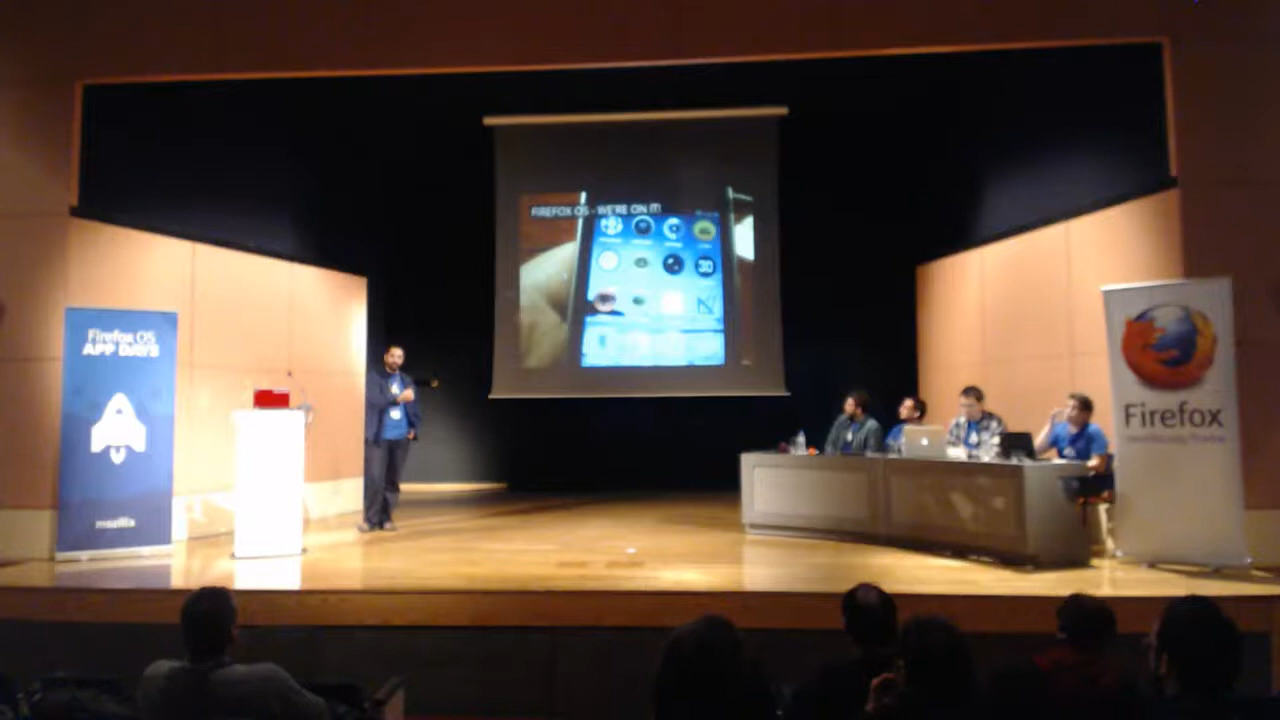 FIREFOX OS - WE'RE ON IT!
30
Firefox OS
APP DAYS
mozilla
Firefox